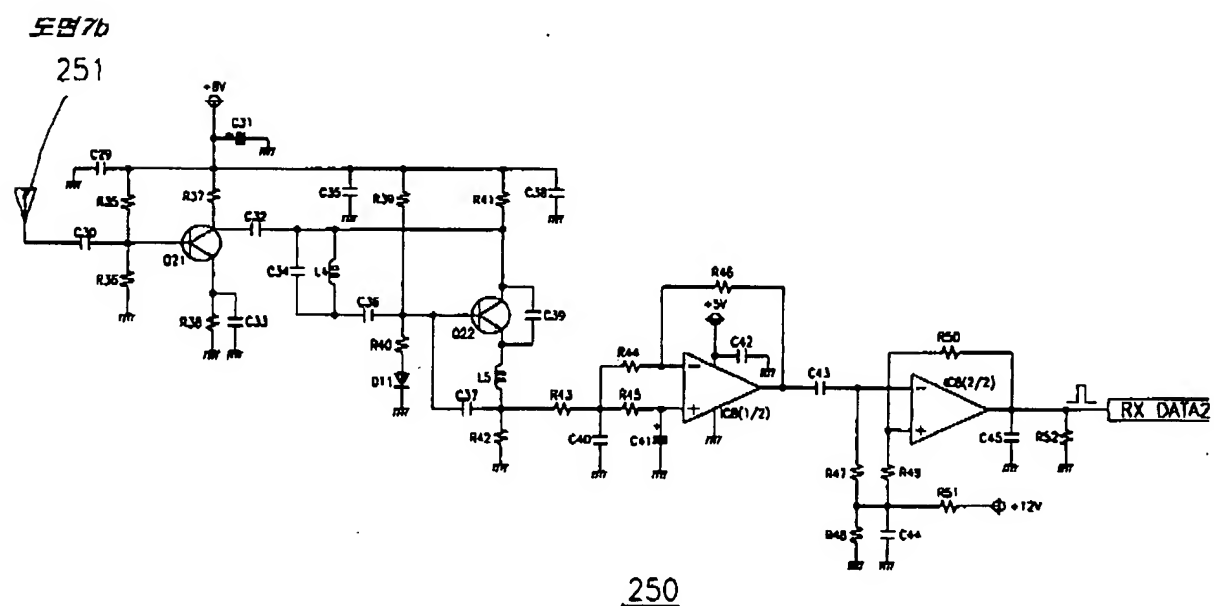 도면7b
251
+8V
C31
C29
R35
R37
C35
R39
R41
C38
C30
C32
Q21
C34
L4
R36
C36
Q22
C39
R38
C33
R40
D11
L5
R46
+5V
C42
R44
C37
R43
R45
IC8(1/2)
C43
R50
IC8(2/2)
RX DATA2
R42
C40
C41
C45
R52
R47
R49
R51
+12V
R48
C44
250